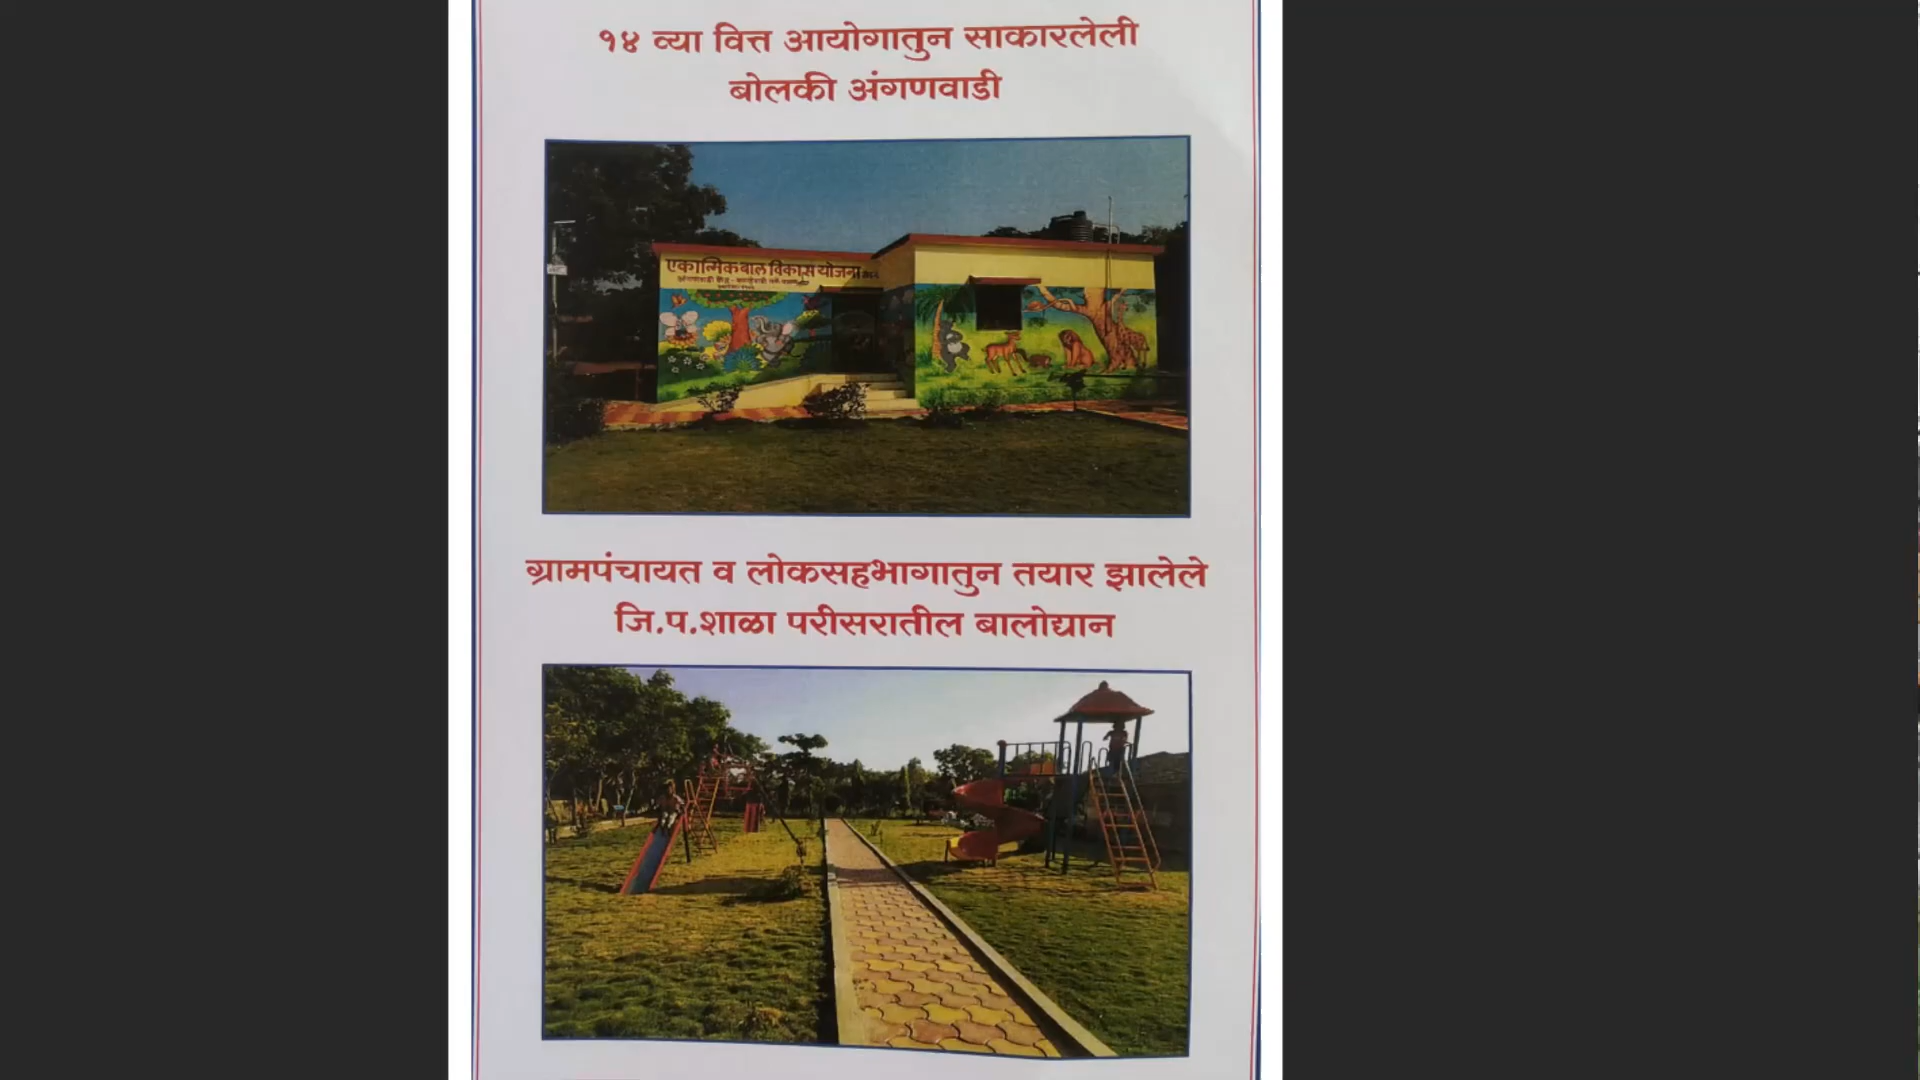 १४ व्या वित्त आयोगातुन साकारलेली
बोलकी अंगणवाडी
एकात्मिक बाल विकास योजना
ग्रामपंचायत व लोकसहभागातुन तयार झालेले
जि.प.शाळा परीसरातील बालोद्यान